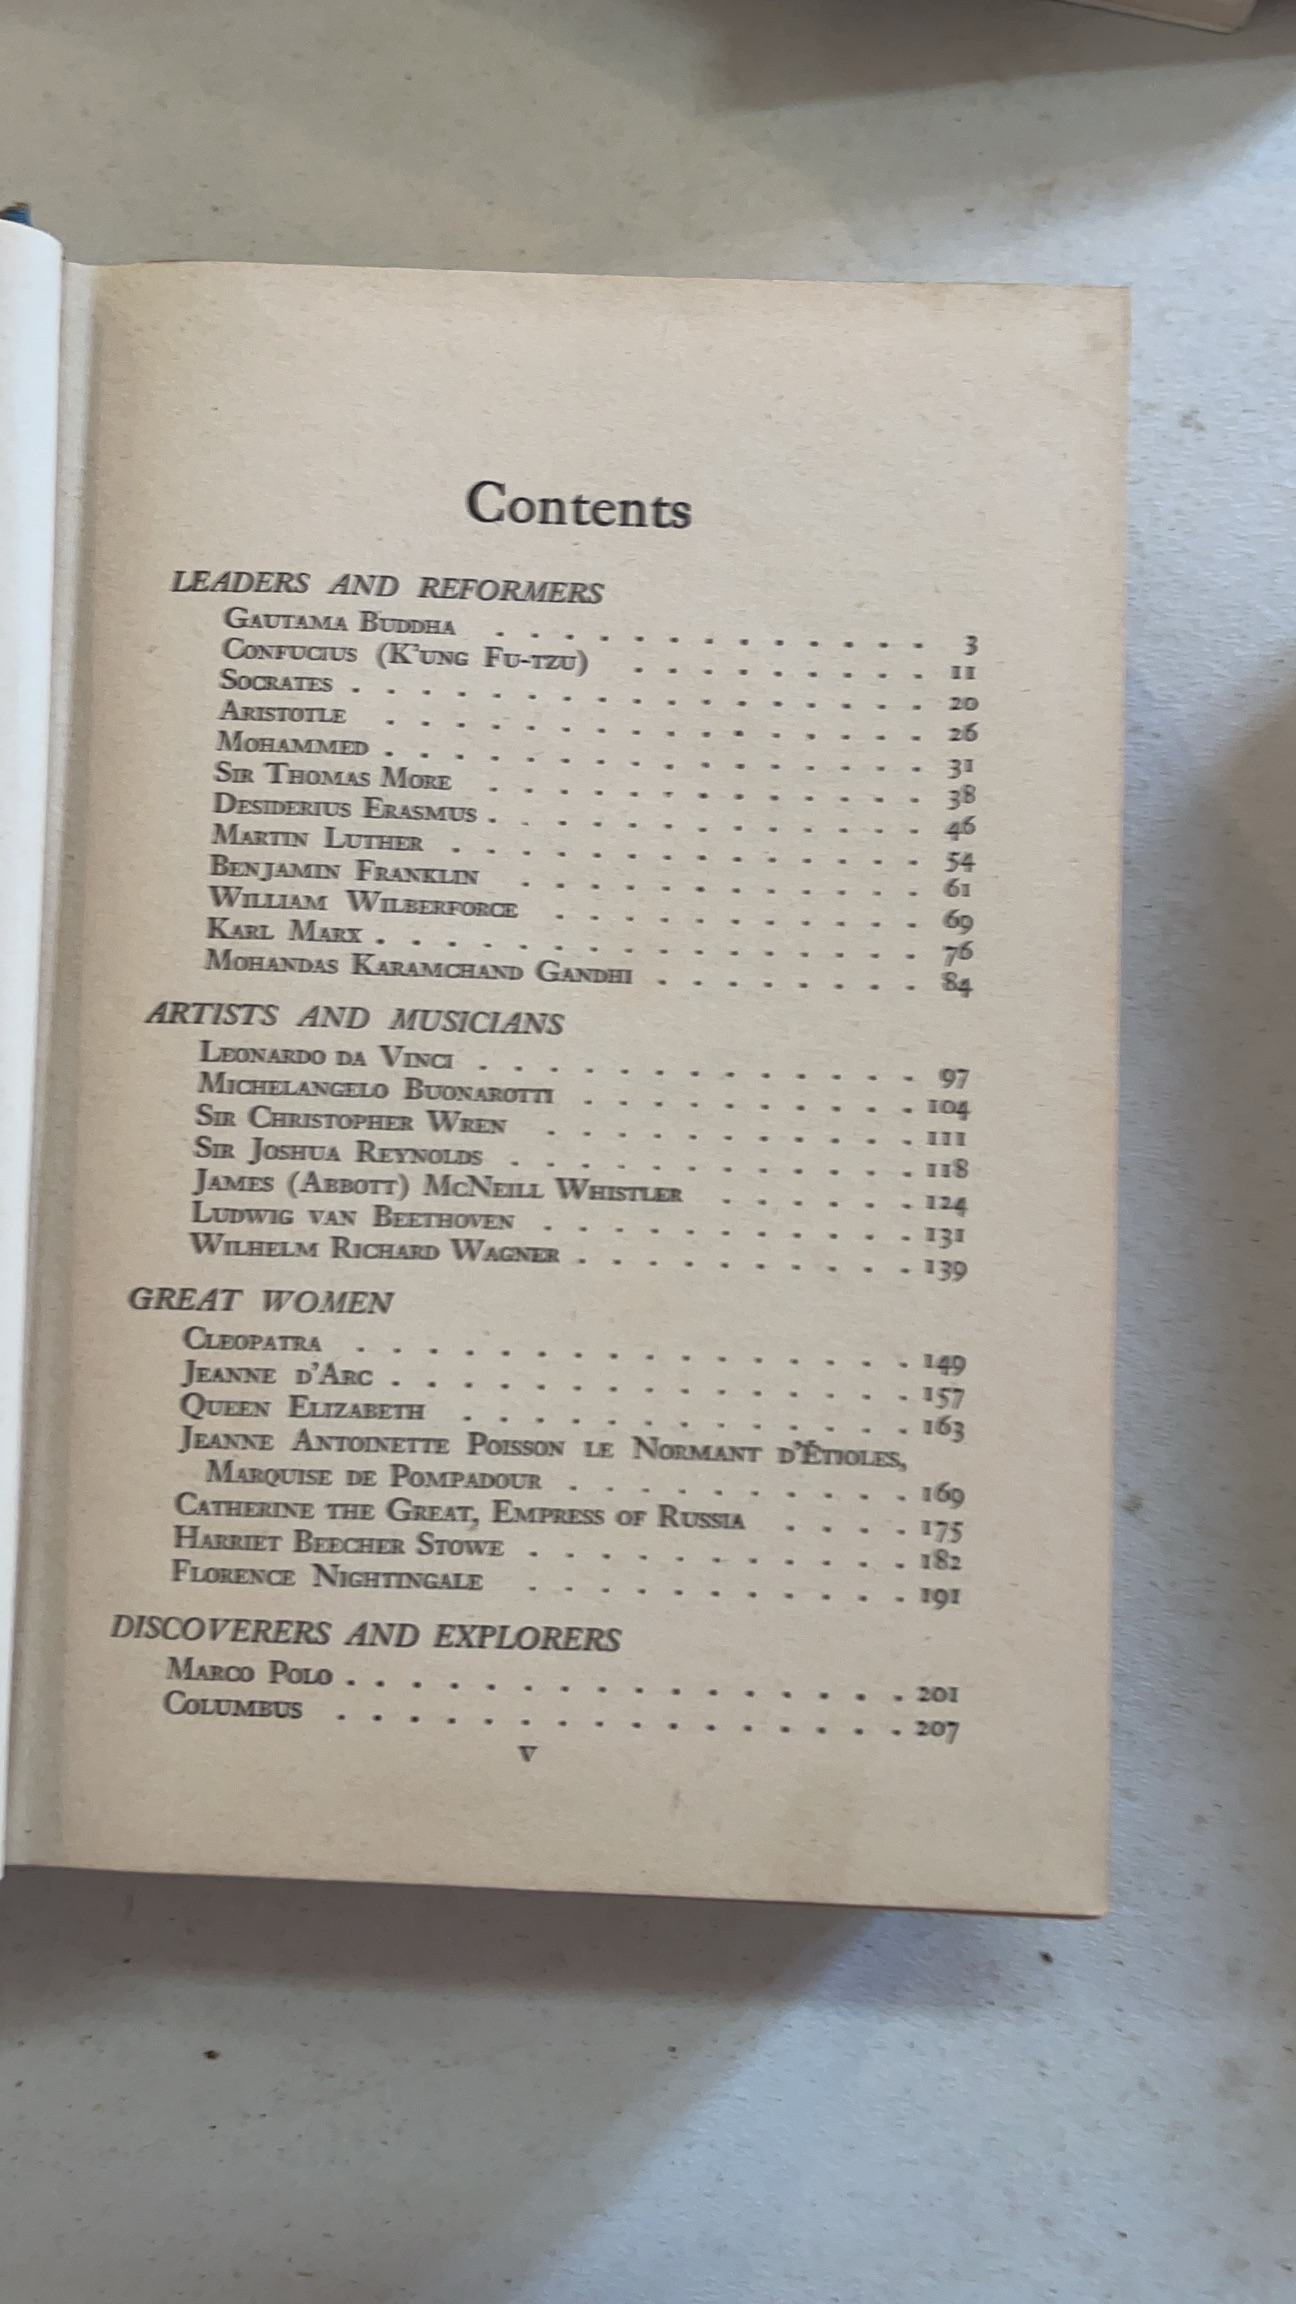 Contents
LEADERS AND REFORMERS
GAUTAMA BUDDHA . . . . . . . . . . . . . 3
CONFUCIUS (K'UNG FU-TZU) . . . . . . . . . 11
SOCRATES . . . . . . . . . . . . . . . . . 20
ARISTOTLE . . . . . . . . . . . . . . . . 26
MOHAMMED . . . . . . . . . . . . . . . . 31
SIR THOMAS MORE . . . . . . . . . . . . . 38
DESIDERIUS ERASMUS . . . . . . . . . . . . . 46
MARTIN LUTHER . . . . . . . . . . . . . . 54
BENJAMIN FRANKLIN . . . . . . . . . . . . 61
WILLIAM WILBERFORCE . . . . . . . . . . . 69
KARL MARX . . . . . . . . . . . . . . . . 76
MOHANDAS KARAMCHAND GANDHI . . . . . . . . 84
ARTISTS AND MUSICIANS
LEONARDO DA VINCI . . . . . . . . . . . . . 97
MICHELANGELO BUONAROTTI . . . . . . . . . . 104
SIR CHRISTOPHER WREN . . . . . . . . . . . 111
SIR JOSHUA REYNOLDS . . . . . . . . . . . . 118
JAMES (ABBOTT) MCNEILL WHISTLER . . . . . . 124
LUDWIG VAN BEETHOVEN . . . . . . . . . . . 131
WILHELM RICHARD WAGNER . . . . . . . . . . 139
GREAT WOMEN
CLEOPATRA . . . . . . . . . . . . . . . . 149
JEANNE D'ARC . . . . . . . . . . . . . . . 157
QUEEN ELIZABETH . . . . . . . . . . . . . 163
JEANNE ANTOINETTE POISSON LE NORMANT D'ÉTIOLES,
MARQUISE DE POMPADOUR . . . . . . . . . . 169
CATHERINE THE GREAT, EMPRESS OF RUSSIA . . . . 175
HARRIET BEECHER STOWE . . . . . . . . . . . 182
FLORENCE NIGHTINGALE . . . . . . . . . . . 191
DISCOVERERS AND EXPLORERS
MARCO POLO . . . . . . . . . . . . . . . . 201
COLUMBUS . . . . . . . . . . . . . . . . 207
v